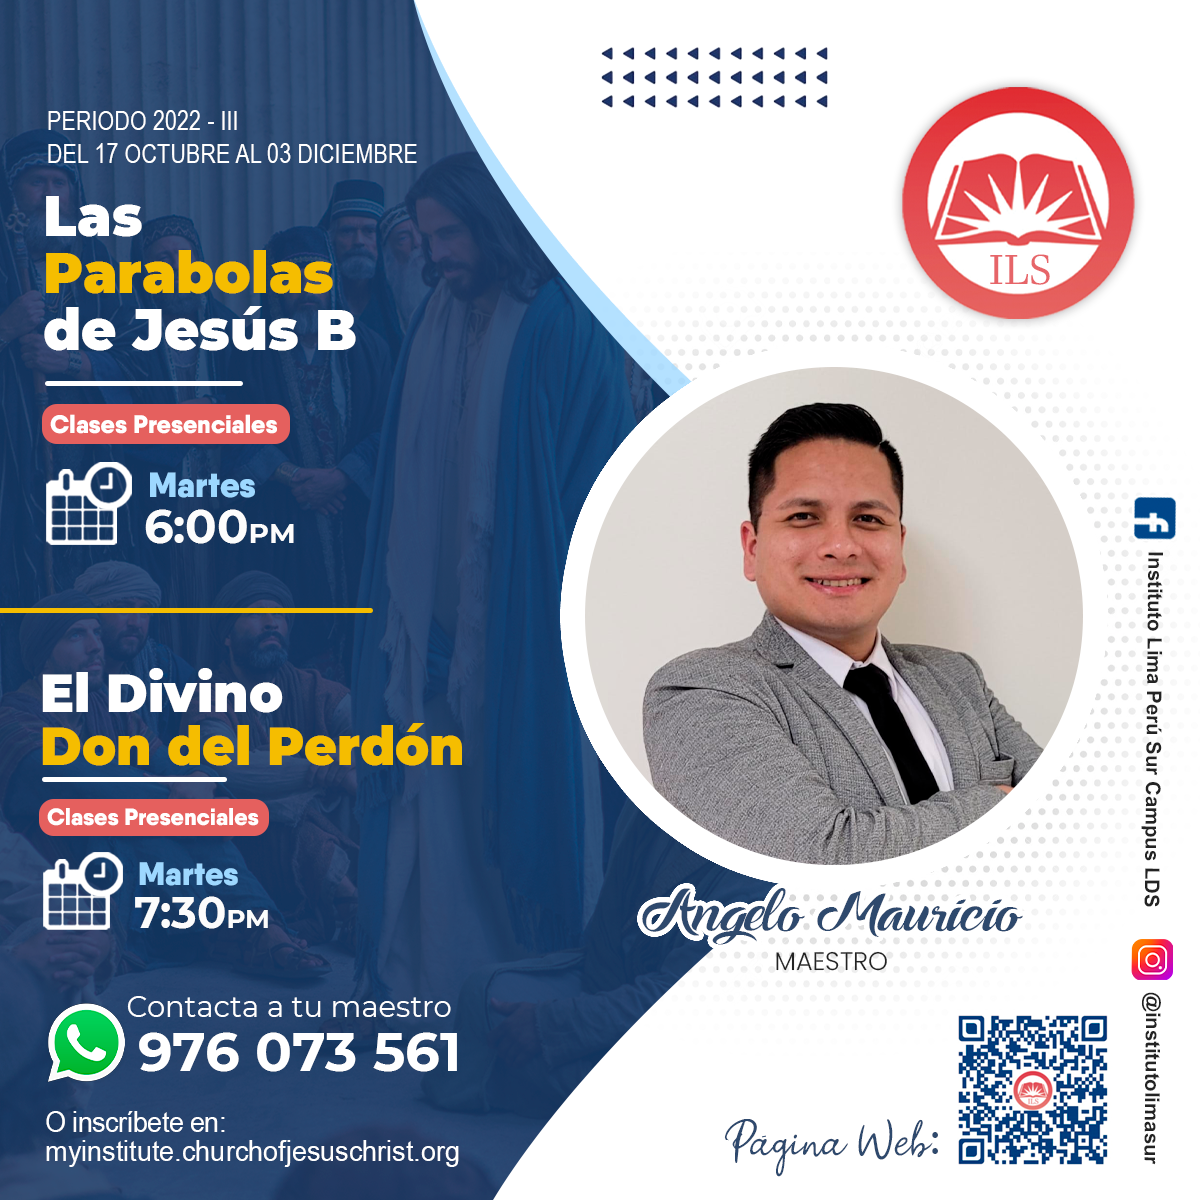 PERIODO 2022 - III
DEL 17 OCTUBRE AL 03 DICIEMBRE
Las
Parabolas
de Jesús B
Clases Presenciales
Martes
6:00PM
El Divino
Don del Perdón
Clases Presenciales
Martes
7:30PM
Contacta a tu maestro
976 073 561
O inscríbete en:
myinstitute.churchofjesuschrist.org
ILS
Angelo Mauricio
MAESTRO
Instituto Lima Perú Sur Campus LDS
@institutolimasur
Página Web:
ILS